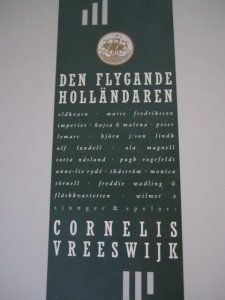 DEN FLYGANDE
HOLLÄNDAREN
eldkvarn · marie fredriksson
imperiet · kajsa & malena · peter
lemarc · björn j:son lindh
ulf lundell · ola magnell
totta näslund · pugh rogefeldt
anne-lie rydé · thåström · monica
törnell · freddie wadling &
fläskkvartetten · wilmer x
sjunger & spelar:
CORNELIS
VREESWIJK